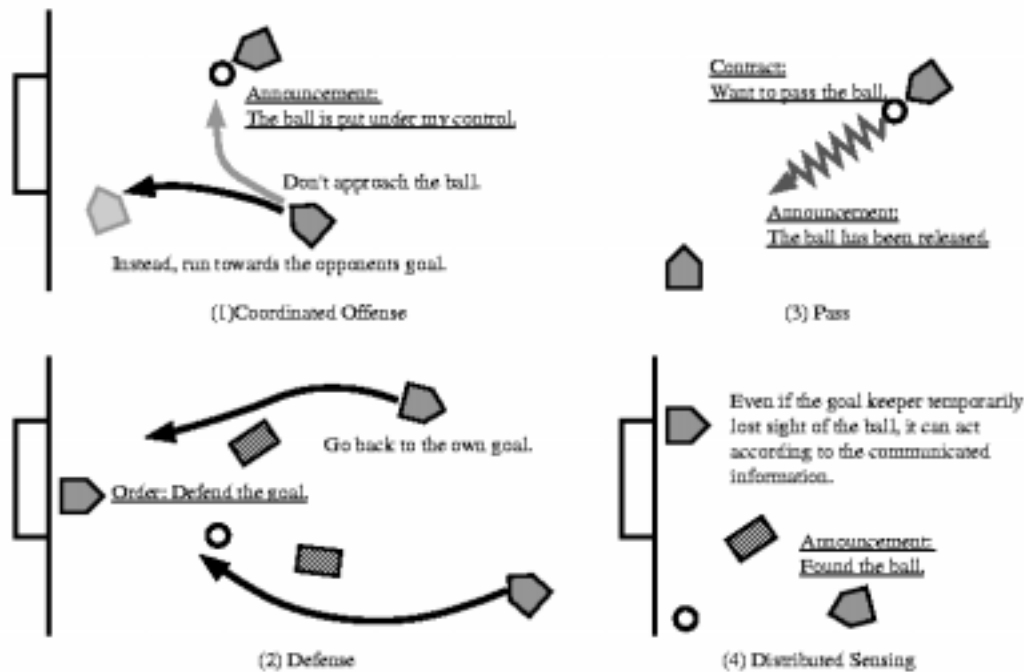 Announcement:
The ball is put under my control.
Don't approach the ball.
Instead, run towards the opponents goal.
(1)Coordinated Offense
Contract:
Want to pass the ball.
Announcement:
The ball has been released.
(3) Pass
Go back to the own goal.
Order: Defend the goal.
(2) Defense
Even if the goal keeper temporarily
lost sight of the ball, it can act
according to the communicated
information.
Announcement:
Found the ball.
(4) Distributed Sensing